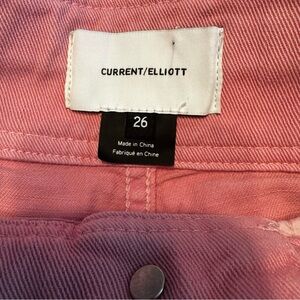 CURRENT/ELLIOTT
26
Made in China
Fabriqué en Chine